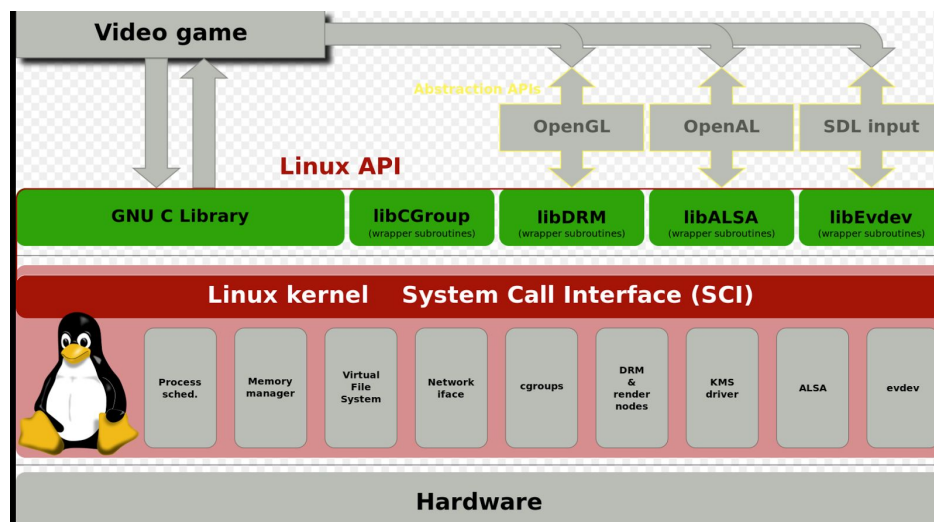 Video game
Abstraction APIs
OpenGL
OpenAL
SDL input
Linux API
GNU C Library
libCGroup
(wrapper subroutines)
libDRM
(wrapper subroutines)
libALSA
(wrapper subroutines)
libEvdev
(wrapper subroutines)
Linux kernel System Call Interface (SCI)
Process
sched.
Memory
manager
Virtual
File
System
Network
iface
cgroups
DRM
&
render
nodes
KMS
driver
ALSA
evdev
Hardware